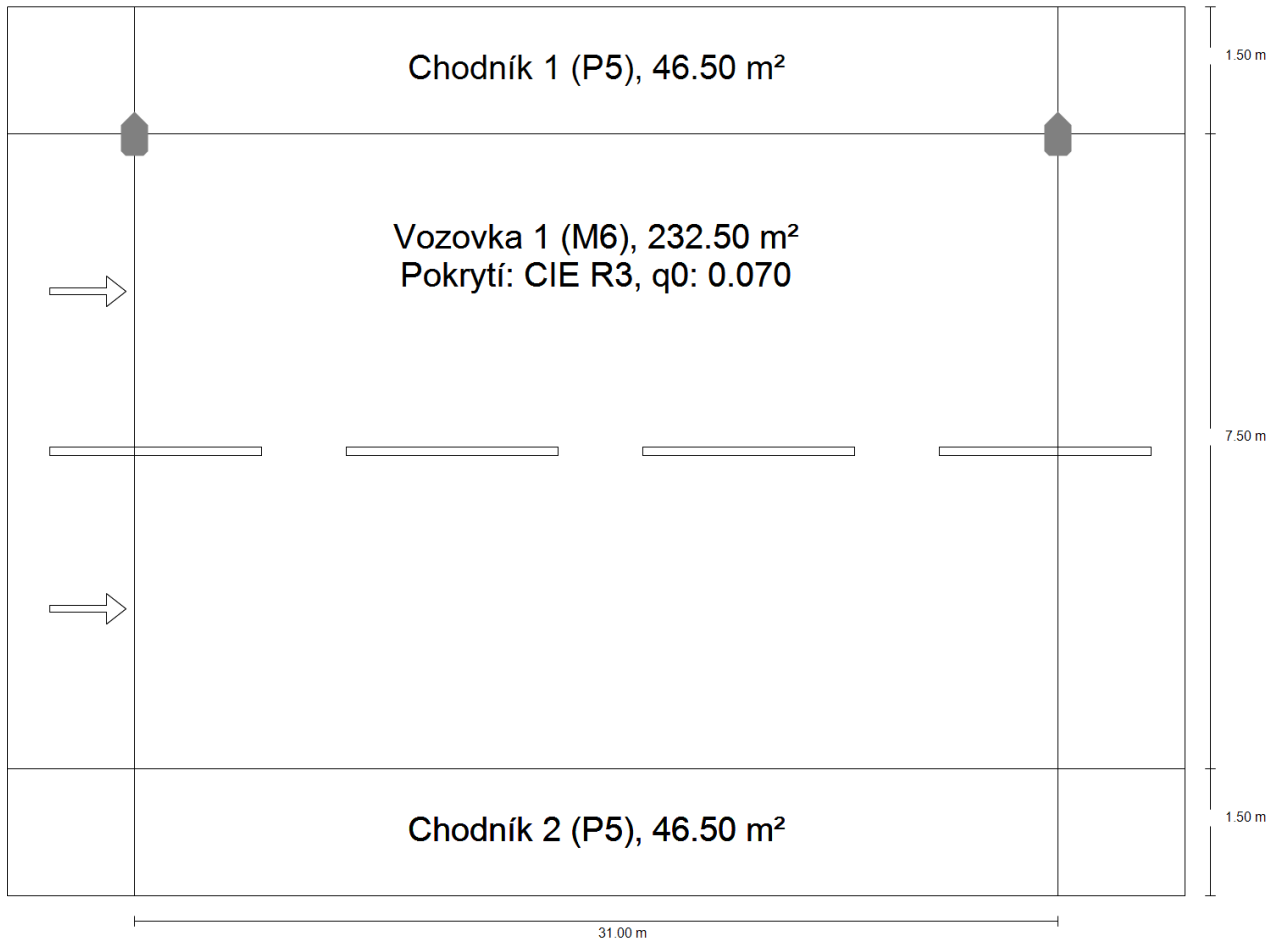 Chodník 1 (P5), 46.50 m²
1.50 m
Vozovka 1 (M6), 232.50 m²
Pokrytí: CIE R3, q0: 0.070
7.50 m
Chodník 2 (P5), 46.50 m²
1.50 m
31.00 m